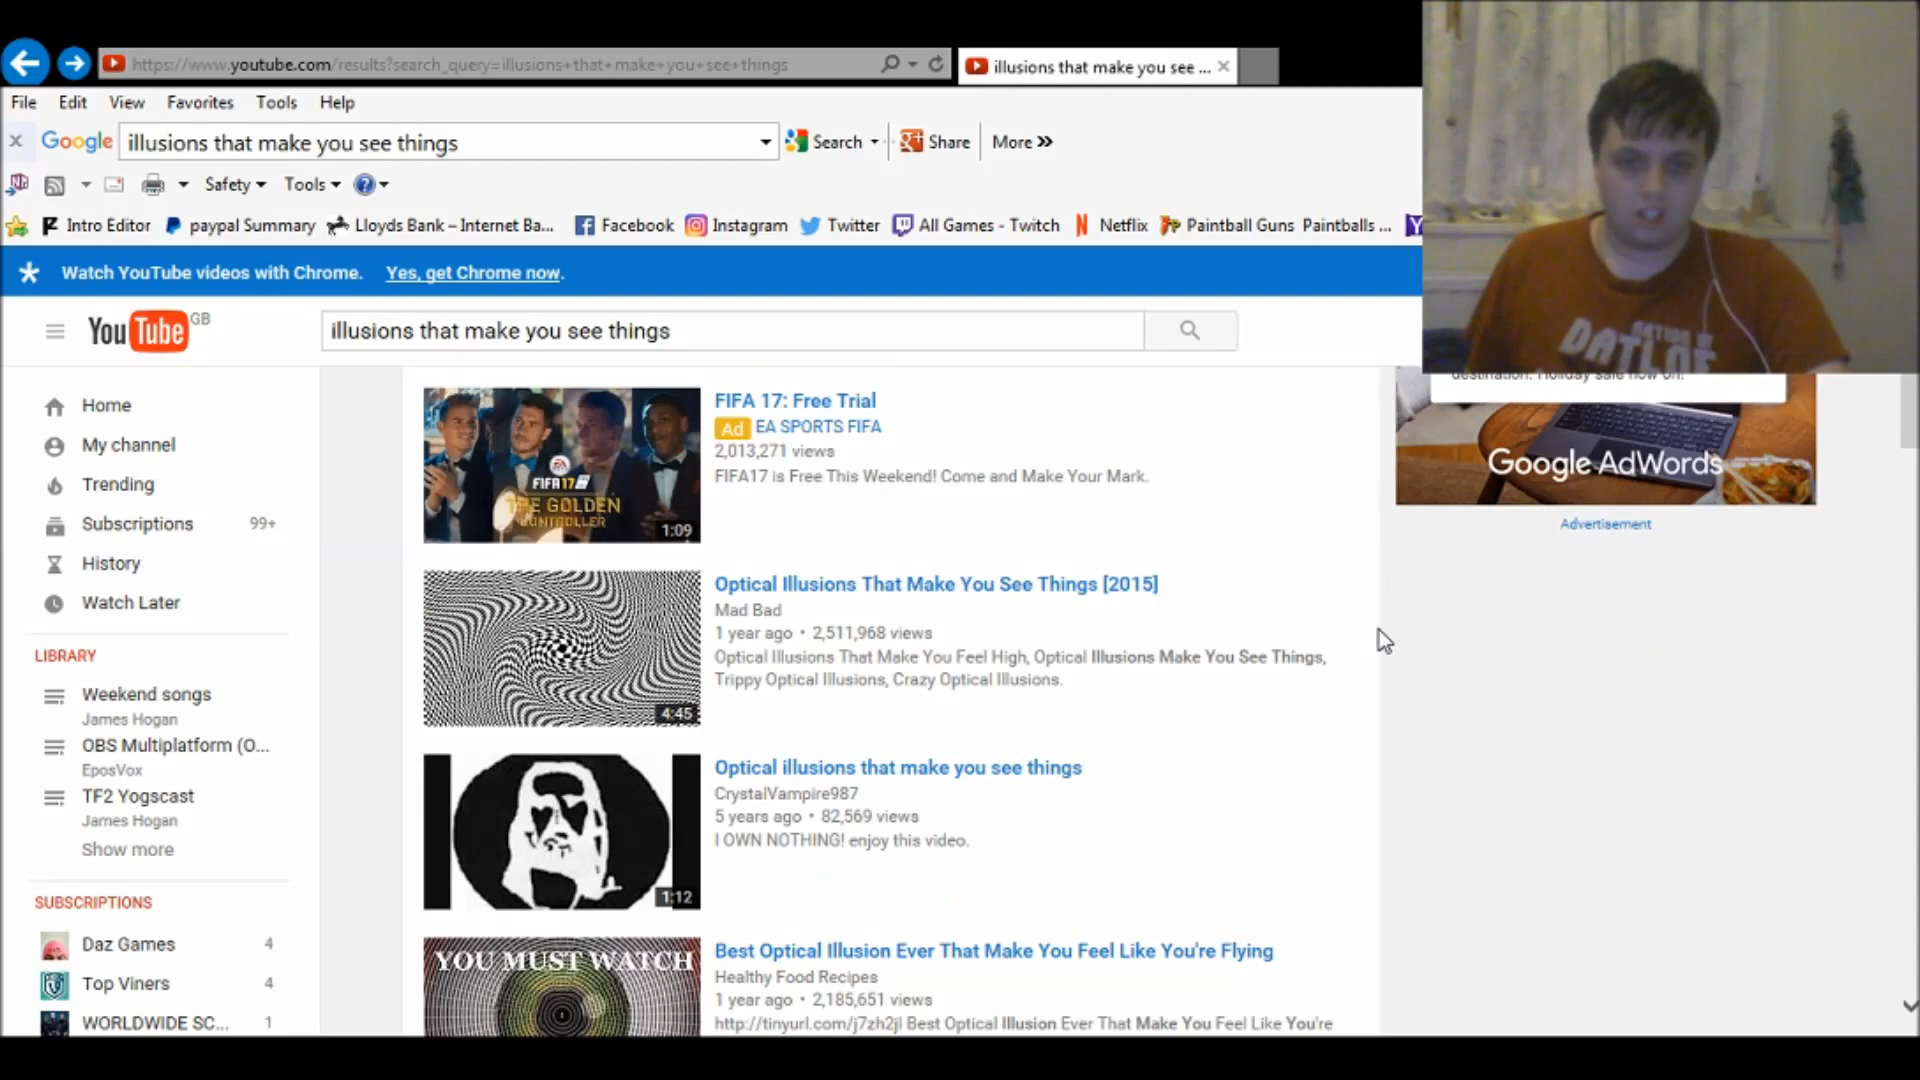 https://www.youtube.com/results?search_query=illusions+that+make+you+see+things
illusions that make you see ...
File Edit View Favorites Tools Help
Google illusions that make you see things Search Share More
Safety Tools
Intro Editor paypal Summary Lloyds Bank – Internet Ba... Facebook Instagram Twitter All Games - Twitch Netflix Paintball Guns Paintballs ...
Watch YouTube videos with Chrome. Yes, get Chrome now.
YouTube GB
illusions that make you see things
Home
My channel
Trending
Subscriptions 99+
History
Watch Later
LIBRARY
Weekend songs
James Hogan
OBS Multiplatform (O...
EposVox
TF2 Yogscast
James Hogan
Show more
SUBSCRIPTIONS
Daz Games 4
Top Viners 4
WORLDWIDE SC... 1
FIFA 17
THE GOLDEN
CONTROLLER
1:09
FIFA 17: Free Trial
Ad EA SPORTS FIFA
2,013,271 views
FIFA17 is Free This Weekend! Come and Make Your Mark.
4:45
Optical Illusions That Make You See Things [2015]
Mad Bad
1 year ago • 2,511,968 views
Optical Illusions That Make You Feel High, Optical Illusions Make You See Things,
Trippy Optical Illusions, Crazy Optical Illusions.
1:12
Optical illusions that make you see things
CrystalVampire987
5 years ago • 82,569 views
I OWN NOTHING! enjoy this video.
YOU MUST WATCH
Best Optical Illusion Ever That Make You Feel Like You're Flying
Healthy Food Recipes
1 year ago • 2,185,651 views
http://tinyurl.com/j7zh2jl Best Optical Illusion Ever That Make You Feel Like You're
Google AdWords
Advertisement